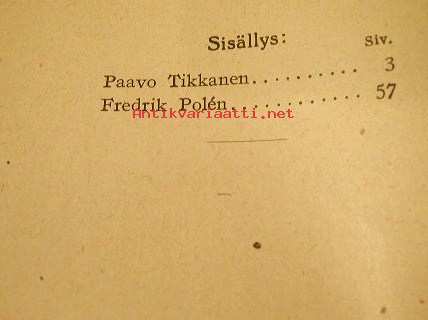 Sisällys: Siv.
Paavo Tikkanen.......... 3
Fredrik Polén............ 57
Antikvariaatti.net